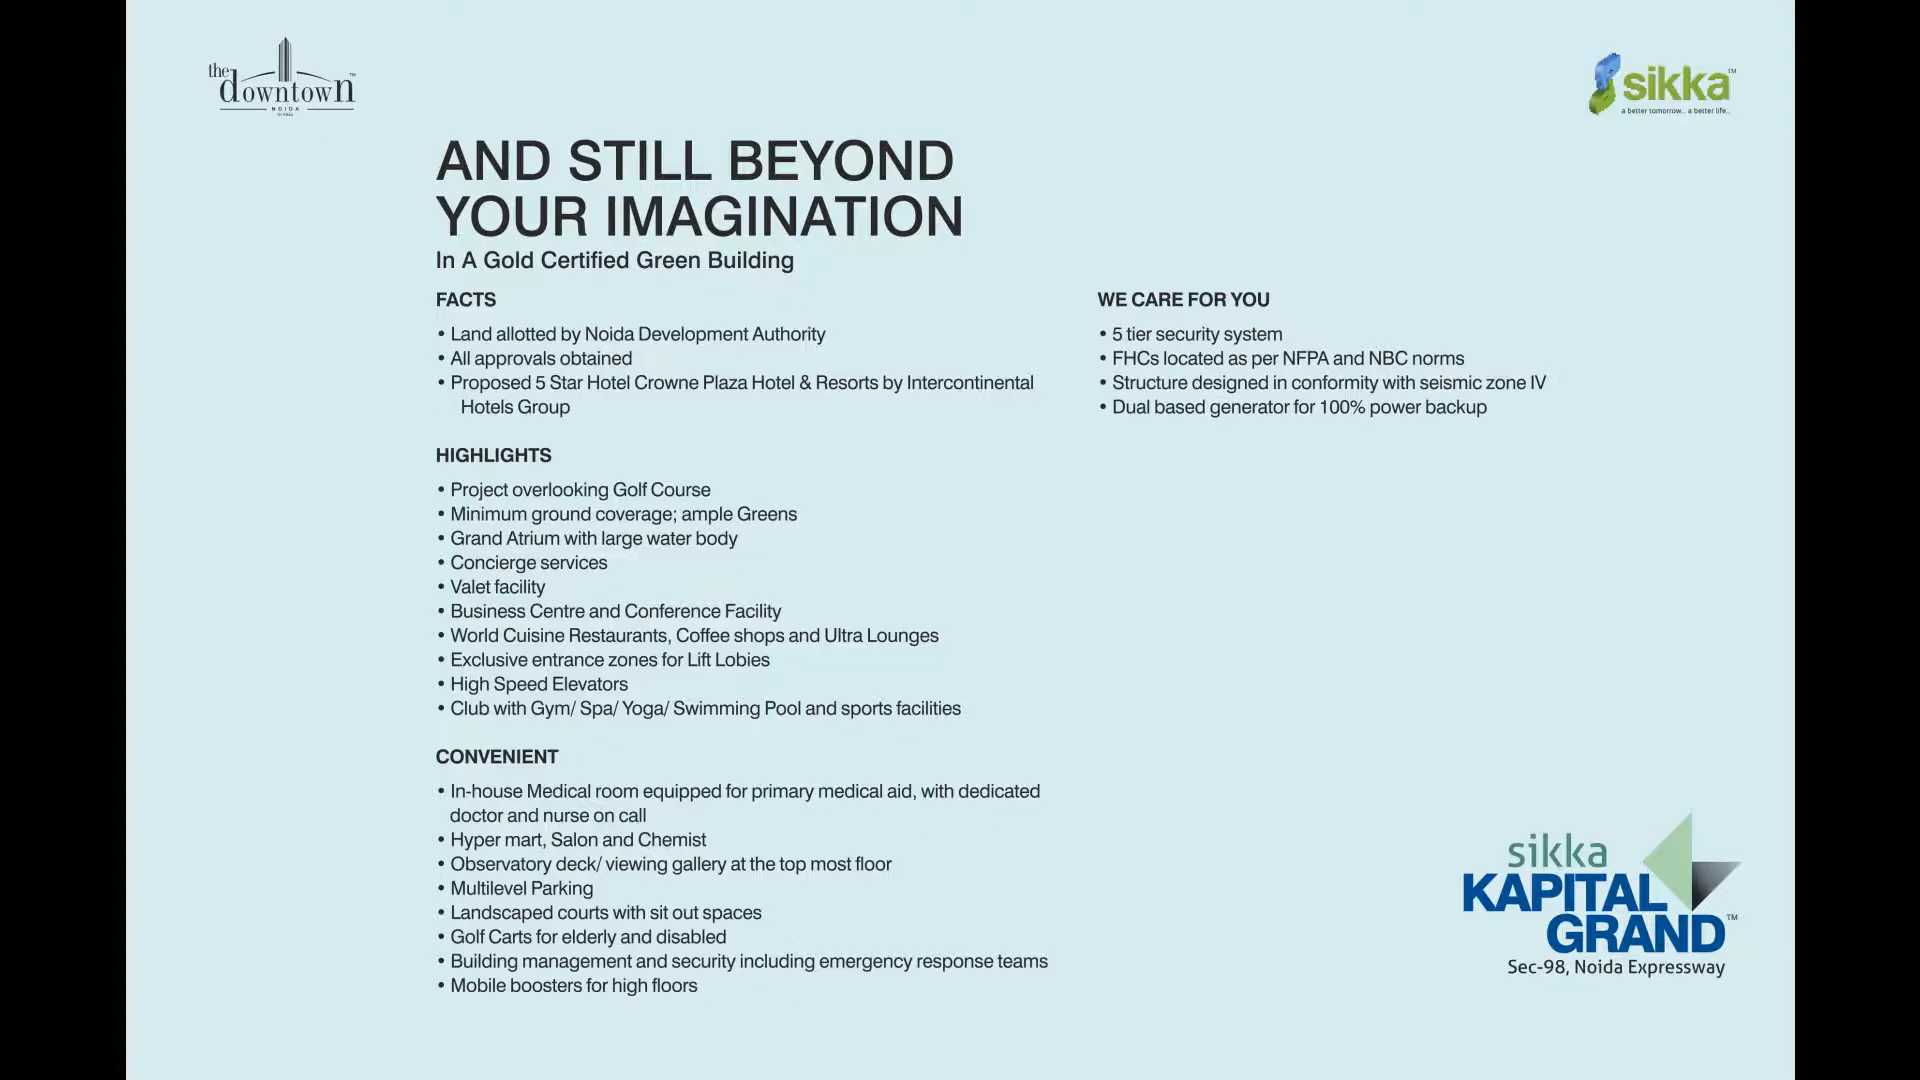 the
downtown™
NOIDA
sikka™
a better tomorrow... a better life..
AND STILL BEYOND
YOUR IMAGINATION
In A Gold Certified Green Building
FACTS
• Land allotted by Noida Development Authority
• All approvals obtained
• Proposed 5 Star Hotel Crowne Plaza Hotel & Resorts by Intercontinental
Hotels Group
HIGHLIGHTS
• Project overlooking Golf Course
• Minimum ground coverage; ample Greens
• Grand Atrium with large water body
• Concierge services
• Valet facility
• Business Centre and Conference Facility
• World Cuisine Restaurants, Coffee shops and Ultra Lounges
• Exclusive entrance zones for Lift Lobies
• High Speed Elevators
• Club with Gym/ Spa/ Yoga/ Swimming Pool and sports facilities
CONVENIENT
• In-house Medical room equipped for primary medical aid, with dedicated
doctor and nurse on call
• Hyper mart, Salon and Chemist
• Observatory deck/ viewing gallery at the top most floor
• Multilevel Parking
• Landscaped courts with sit out spaces
• Golf Carts for elderly and disabled
• Building management and security including emergency response teams
• Mobile boosters for high floors
WE CARE FOR YOU
• 5 tier security system
• FHCs located as per NFPA and NBC norms
• Structure designed in conformity with seismic zone IV
• Dual based generator for 100% power backup
sikka
KAPITAL
GRAND™
Sec-98, Noida Expressway